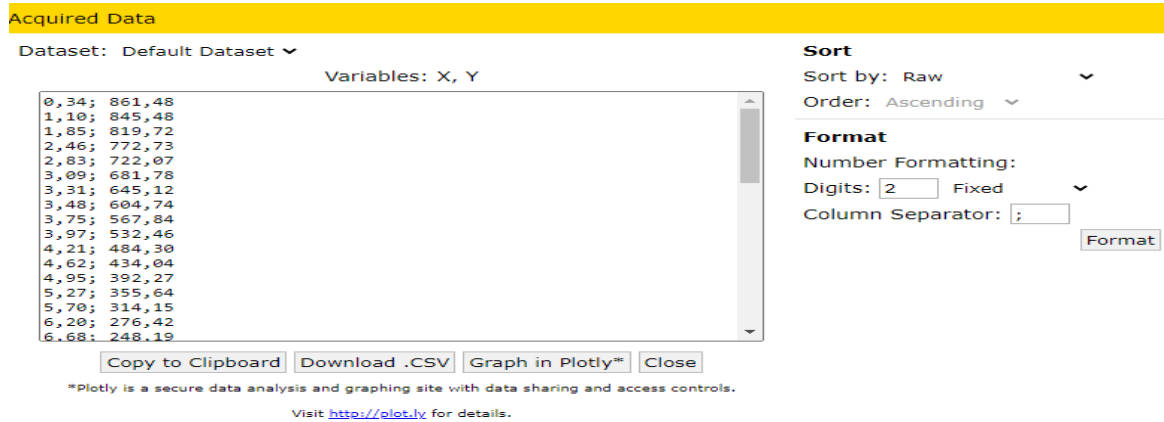 Acquired Data
Dataset: Default Dataset
Variables: X, Y
0,34; 861,48
1,10; 845,48
1,85; 819,72
2,46; 772,73
2,83; 722,07
3,09; 681,78
3,31; 645,12
3,48; 604,74
3,75; 567,84
3,97; 532,46
4,21; 484,30
4,62; 434,04
4,95; 392,27
5,27; 355,64
5,70; 314,15
6,20; 276,42
6,68; 248,19
Copy to Clipboard Download .CSV Graph in Plotly* Close
*Plotly is a secure data analysis and graphing site with data sharing and access controls.
Visit http://plot.ly for details.
Sort
Sort by: Raw
Order: Ascending
Format
Number Formatting:
Digits: 2 Fixed
Column Separator: ;
Format